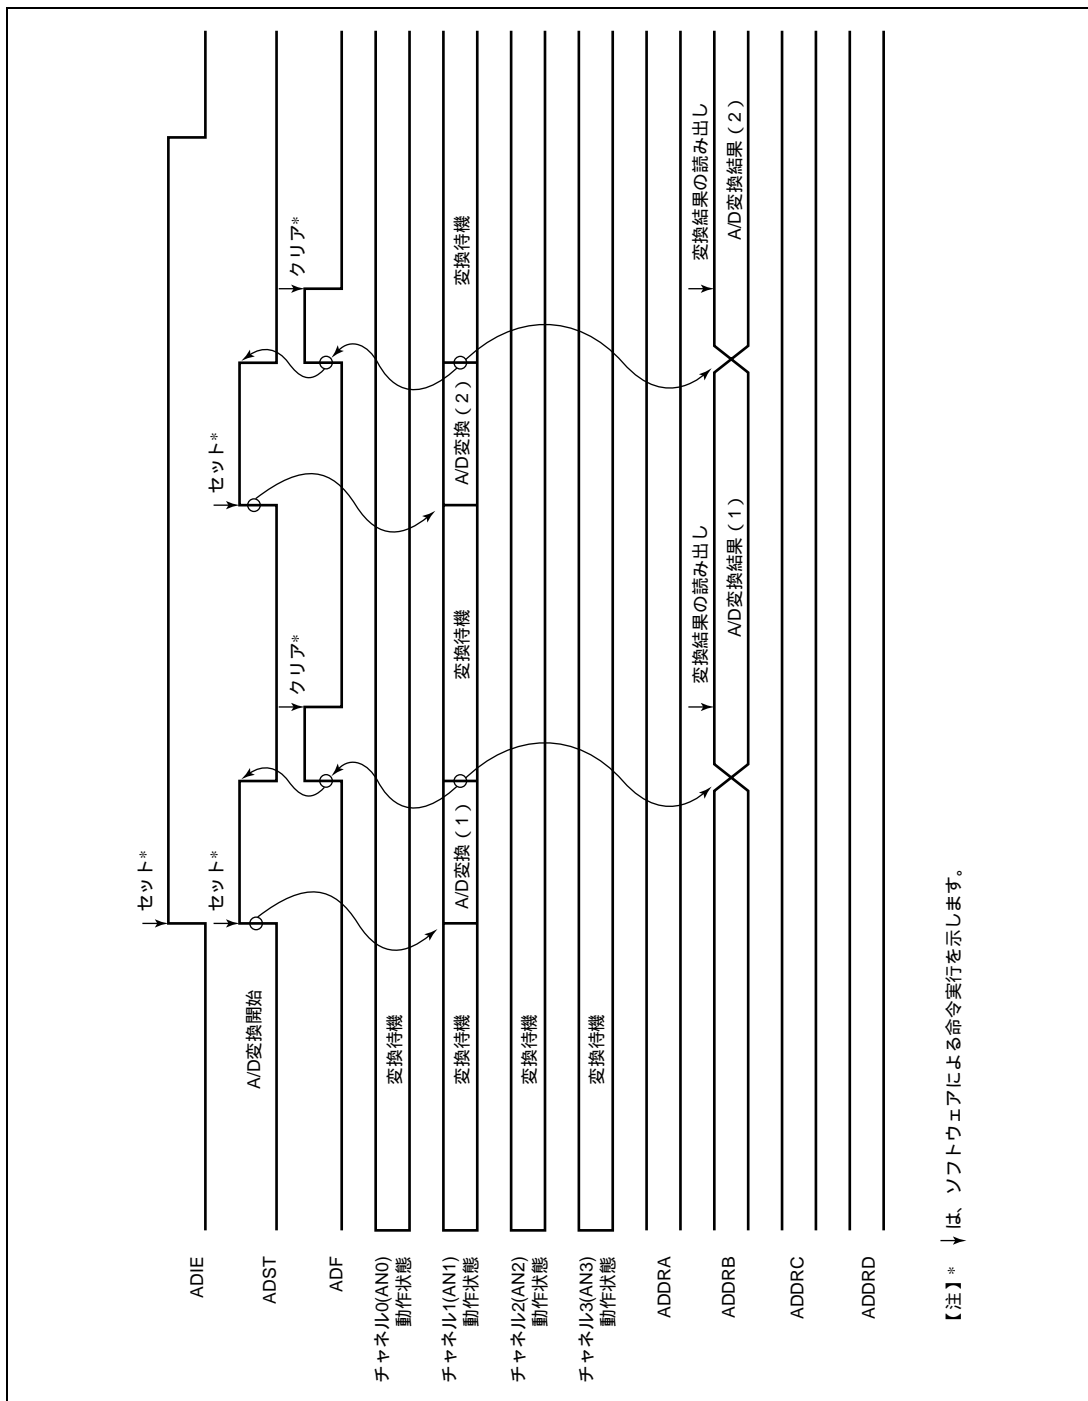 ADIE
セット*
ADST
A/D変換開始
セット*
セット*
ADF
クリア*
クリア*
チャネル0(AN0)
動作状態
変換待機
チャネル1(AN1)
動作状態
変換待機
A/D変換（1）
変換待機
A/D変換（2）
変換待機
チャネル2(AN2)
動作状態
変換待機
チャネル3(AN3)
動作状態
変換待機
ADDRA
ADDRB
変換結果の読み出し
A/D変換結果（1）
変換結果の読み出し
A/D変換結果（2）
ADDRC
ADDRD
【注】* ↓ は、ソフトウェアによる命令実行を示します。